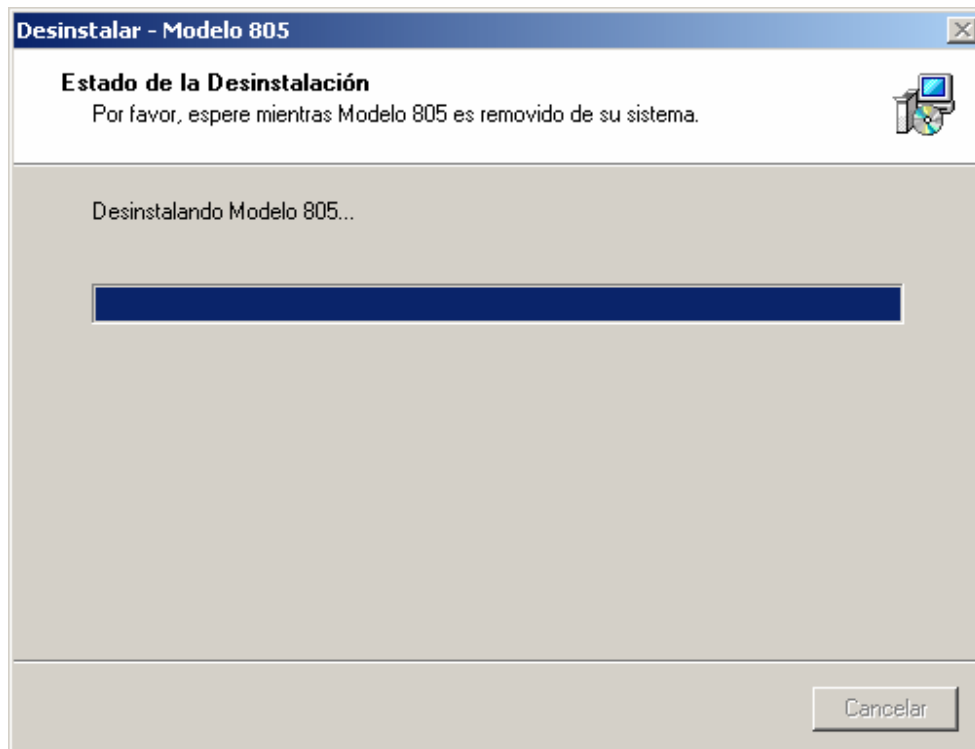 Desinstalar - Modelo 805
Estado de la Desinstalación
Por favor, espere mientras Modelo 805 es removido de su sistema.
Desinstalando Modelo 805...
Cancelar